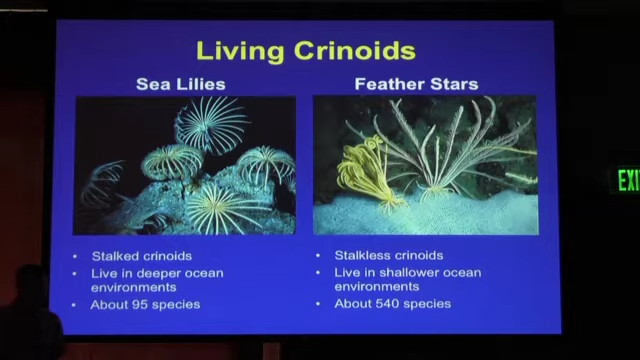 Living Crinoids
Sea Lilies
Feather Stars
• Stalked crinoids
• Live in deeper ocean
environments
• About 95 species
• Stalkless crinoids
• Live in shallower ocean
environments
• About 540 species